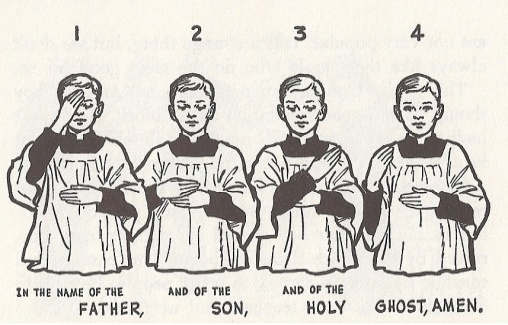 1 2 3 4
IN THE NAME OF THE AND OF THE AND OF THE
FATHER, SON, HOLY GHOST, AMEN.